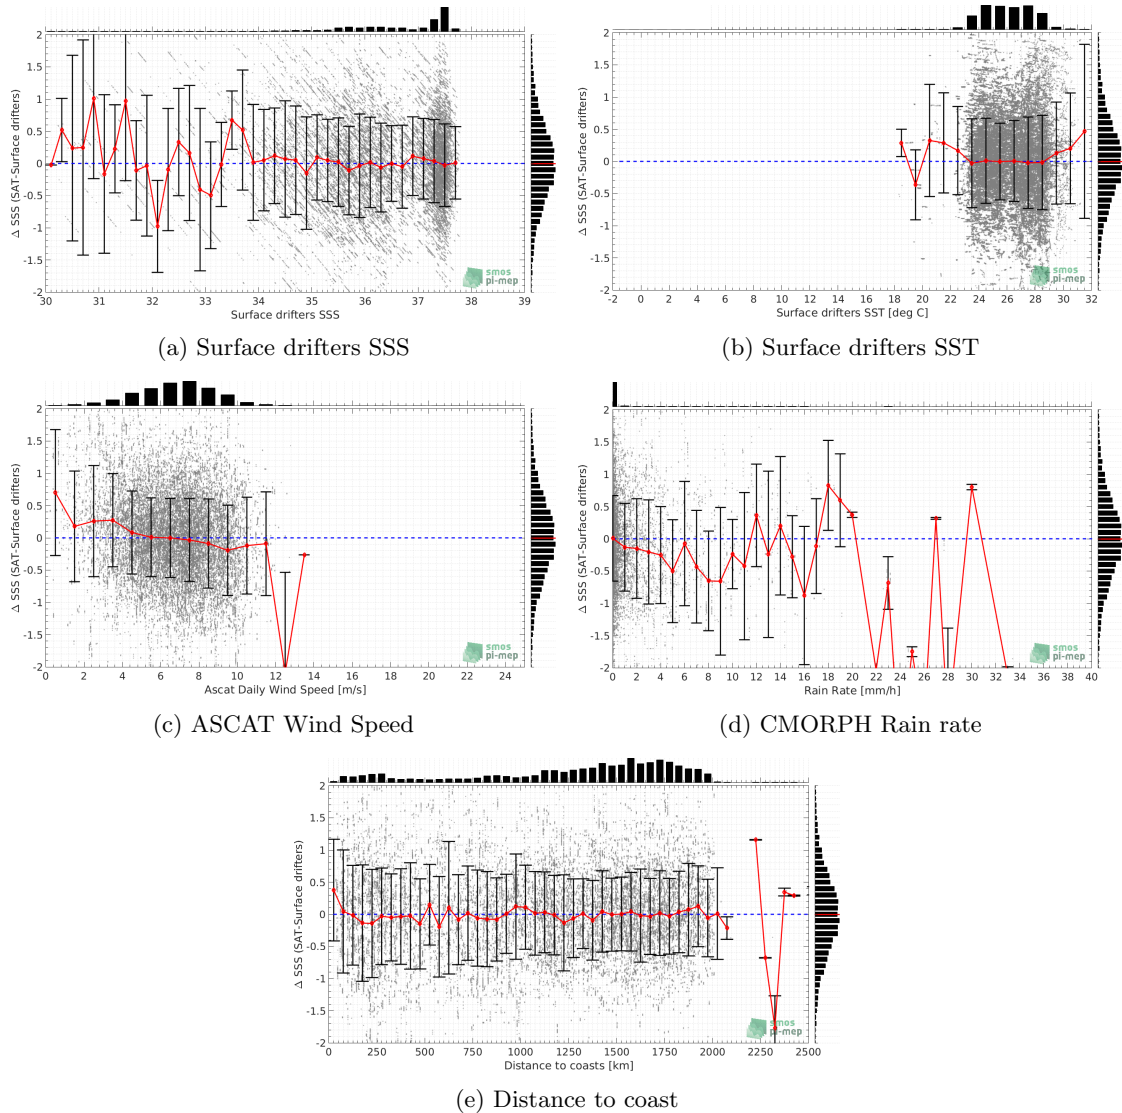 2
1.5
1
0.5
0
-0.5
-1
-1.5
-2
Δ SSS (SAT-Surface drifters)
30 31 32 33 34 35 36 37 38 39
Surface drifters SSS
smos
pi-mep
(a) Surface drifters SSS
2
1.5
1
0.5
0
-0.5
-1
-1.5
-2
Δ SSS (SAT-Surface drifters)
-2 0 2 4 6 8 10 12 14 16 18 20 22 24 26 28 30 32
Surface drifters SST [deg C]
smos
pi-mep
(b) Surface drifters SST
2
1.5
1
0.5
0
-0.5
-1
-1.5
-2
Δ SSS (SAT-Surface drifters)
0 2 4 6 8 10 12 14 16 18 20 22 24
Ascat Daily Wind Speed [m/s]
smos
pi-mep
(c) ASCAT Wind Speed
2
1.5
1
0.5
0
-0.5
-1
-1.5
-2
Δ SSS (SAT-Surface drifters)
0 2 4 6 8 10 12 14 16 18 20 22 24 26 28 30 32 34 36 38 40
Rain Rate [mm/h]
smos
pi-mep
(d) CMORPH Rain rate
2
1.5
1
0.5
0
-0.5
-1
-1.5
-2
Δ SSS (SAT-Surface drifters)
0 250 500 750 1000 1250 1500 1750 2000 2250 2500
Distance to coasts [km]
smos
pi-mep
(e) Distance to coast